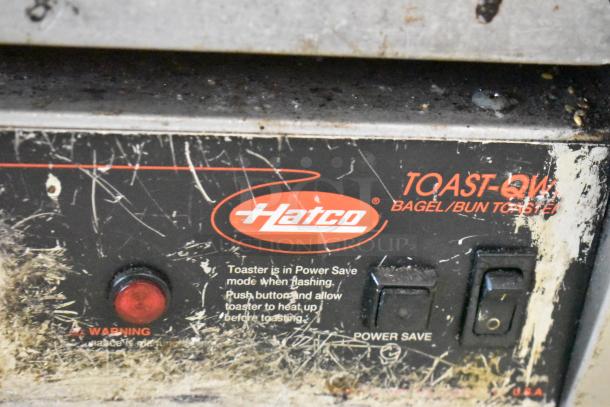 TOAST-QW
Hatco®
BAGEL/BUN TOASTER
Toaster is in Power Save
mode when flashing.
Push button and allow
toaster to heat up
before toasting.
WARNING
POWER SAVE
U.S.A.